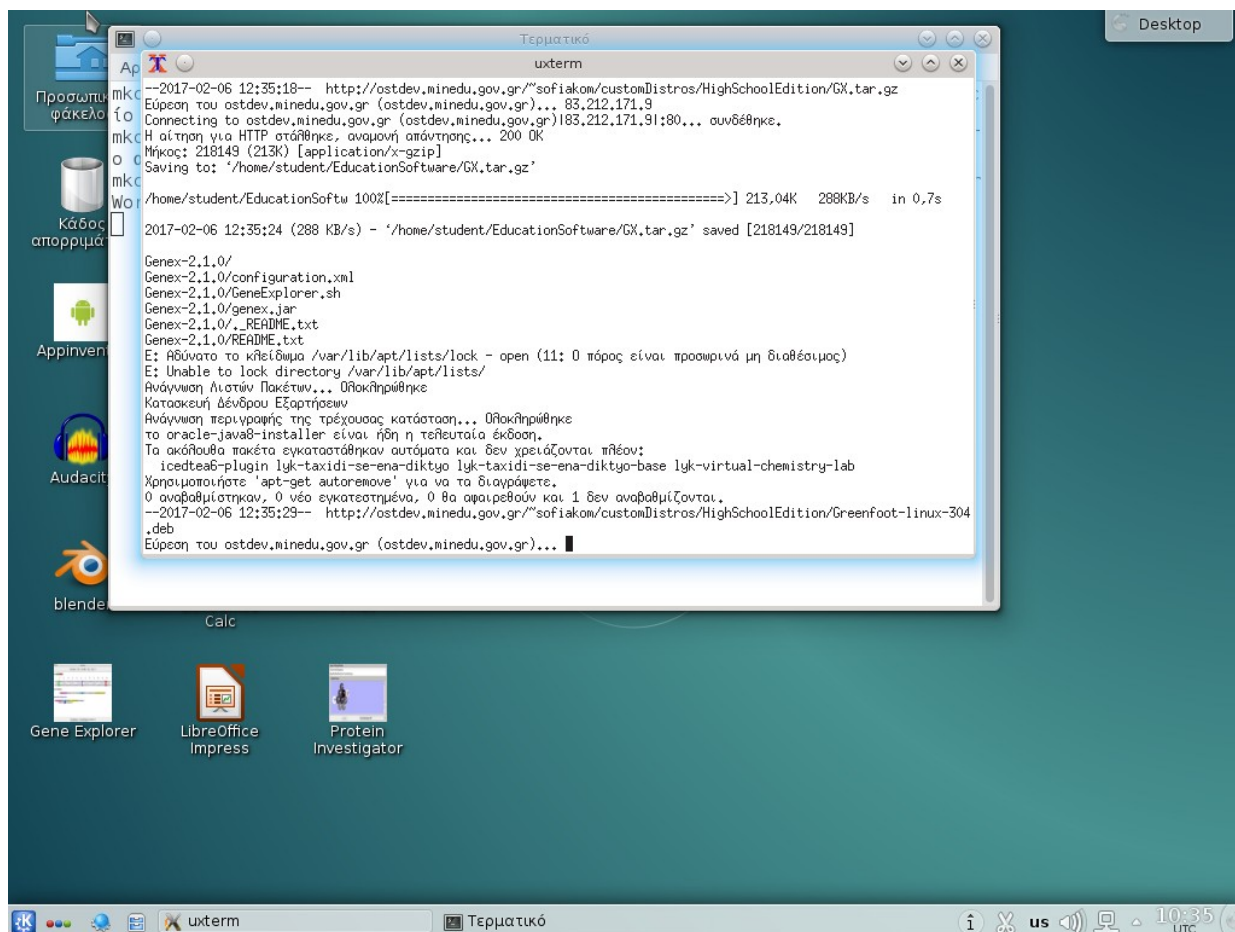 Desktop
Τερματικό
uxterm
Αρ
mkc
ίο
mkc
ο α
mkc
Wor
--2017-02-06 12:35:18-- http://ostdev.minedu.gov.gr/~sofiakom/customDistros/HighSchoolEdition/GX.tar.gz
Εύρεση του ostdev.minedu.gov.gr (ostdev.minedu.gov.gr)... 83.212.171.9
Connecting to ostdev.minedu.gov.gr (ostdev.minedu.gov.gr)|83.212.171.9|:80... συνδέθηκε.
Η αίτηση για HTTP στάλθηκε, αναμονή απάντησης... 200 OK
Μήκος: 218149 (213K) [application/x-gzip]
Saving to: ‘/home/student/EducationSoftware/GX.tar.gz’
/home/student/EducationSoftw 100%[=============================================>] 213,04K 288KB/s in 0,7s
2017-02-06 12:35:24 (288 KB/s) - ‘/home/student/EducationSoftware/GX.tar.gz’ saved [218149/218149]
Genex-2.1.0/
Genex-2.1.0/configuration.xml
Genex-2.1.0/GeneExplorer.sh
Genex-2.1.0/genex.jar
Genex-2.1.0/._README.txt
Genex-2.1.0/README.txt
E: Αδύνατο το κλείδωμα /var/lib/apt/lists/lock - open (11: Ο πόρος είναι προσωρινά μη διαθέσιμος)
E: Unable to lock directory /var/lib/apt/lists/
Ανάγνωση Λιστών Πακέτων... Ολοκληρώθηκε
Κατασκευή Δένδρου Εξαρτήσεων
Ανάγνωση περιγραφής της τρέχουσας κατάσταση... Ολοκληρώθηκε
το oracle-java8-installer είναι ήδη η τελευταία έκδοση.
Τα ακόλουθα πακέτα εγκαταστάθηκαν αυτόματα και δεν χρειάζονται πλέον:
icedtea6-plugin lyk-taxidi-se-ena-diktyo lyk-taxidi-se-ena-diktyo-base lyk-virtual-chemistry-lab
Χρησιμοποιήστε 'apt-get autoremove' για να τα διαγράψετε.
0 αναβαθμίστηκαν, 0 νέο εγκατεστημένα, 0 θα αφαιρεθούν και 1 δεν αναβαθμίζονται.
--2017-02-06 12:35:29-- http://ostdev.minedu.gov.gr/~sofiakom/customDistros/HighSchoolEdition/Greenfoot-linux-304
.deb
Εύρεση του ostdev.minedu.gov.gr (ostdev.minedu.gov.gr)...
Προσωπικ
φάκελο
Κάδος
απορριμά
Appinven
Audacit
blende
Calc
Gene Explorer
LibreOffice
Impress
Protein
Investigator
uxterm
Τερματικό
us
10:35
UTC